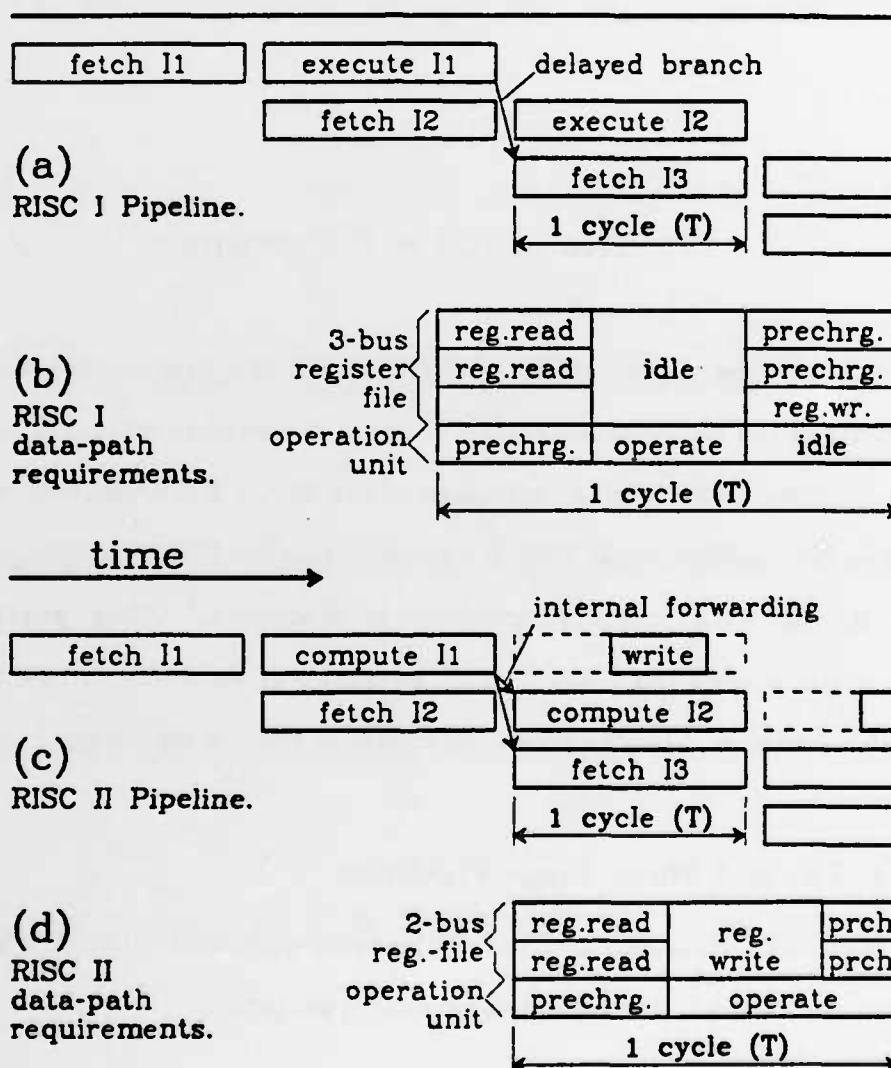 fetch I1 execute I1 delayed branch
fetch I2 execute I2
(a)
RISC I Pipeline.
fetch I3
1 cycle (T)
(b)
RISC I
data-path
requirements.
3-bus
register
file
operation
unit
reg.read idle prechrg.
reg.read prechrg.
reg.wr.
prechrg. operate idle
1 cycle (T)
time
internal forwarding
fetch I1 compute I1 write
fetch I2 compute I2
(c)
RISC II Pipeline.
fetch I3
1 cycle (T)
(d)
RISC II
data-path
requirements.
2-bus
reg.-file
operation
unit
reg.read reg. write prch
reg.read prch
prechrg. operate
1 cycle (T)